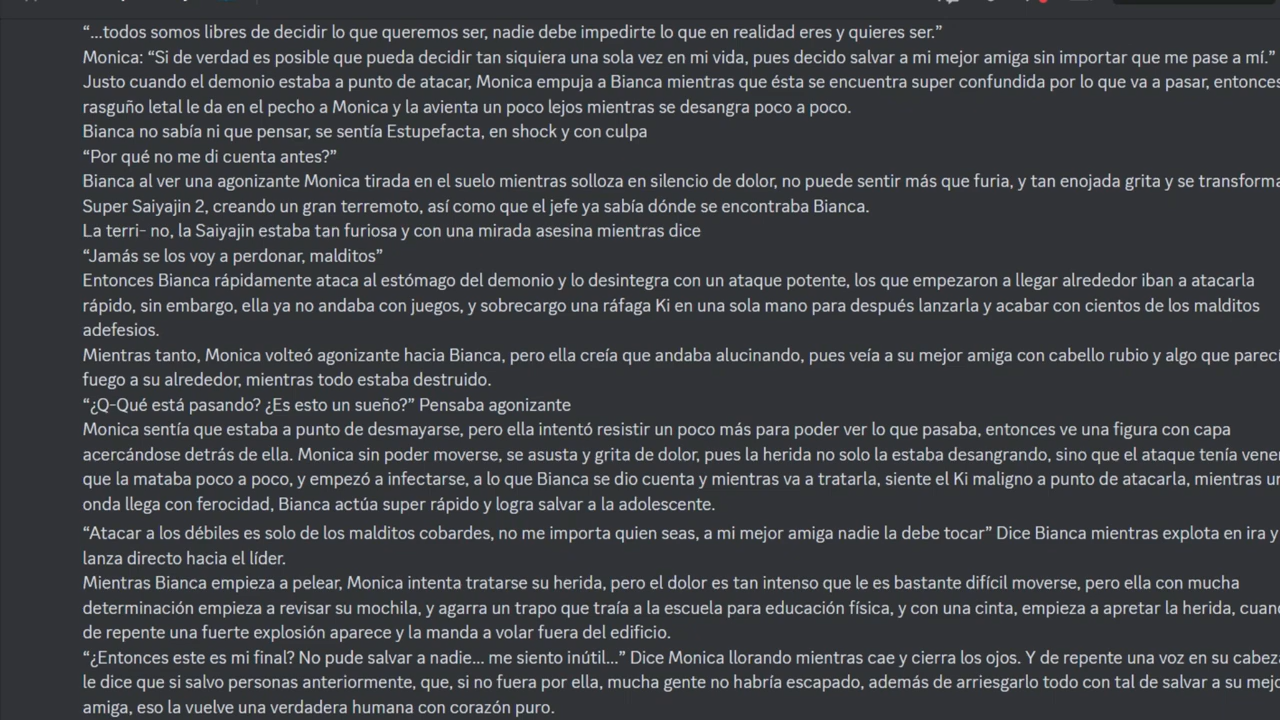 “...todos somos libres de decidir lo que queremos ser, nadie debe impedirte lo que en realidad eres y quieres ser.”
Monica: “Si de verdad es posible que pueda decidir tan siquiera una sola vez en mi vida, pues decido salvar a mi mejor amiga sin importar que me pase a mí.”
Justo cuando el demonio estaba a punto de atacar, Monica empuja a Bianca mientras que ésta se encuentra super confundida por lo que va a pasar, entonces
rasguño letal le da en el pecho a Monica y la avienta un poco lejos mientras se desangra poco a poco.
Bianca no sabía ni que pensar, se sentía Estupefacta, en shock y con culpa
“Por qué no me di cuenta antes?”
Bianca al ver una agonizante Monica tirada en el suelo mientras solloza en silencio de dolor, no puede sentir más que furia, y tan enojada grita y se transforma
Super Saiyajin 2, creando un gran terremoto, así como que el jefe ya sabía dónde se encontraba Bianca.
La terri- no, la Saiyajin estaba tan furiosa y con una mirada asesina mientras dice
“Jamás se los voy a perdonar, malditos”
Entonces Bianca rápidamente ataca al estómago del demonio y lo desintegra con un ataque potente, los que empezaron a llegar alrededor iban a atacarla
rápido, sin embargo, ella ya no andaba con juegos, y sobrecargo una ráfaga Ki en una sola mano para después lanzarla y acabar con cientos de los malditos
adefesios.
Mientras tanto, Monica volteó agonizante hacia Bianca, pero ella creía que andaba alucinando, pues veía a su mejor amiga con cabello rubio y algo que parecí
fuego a su alrededor, mientras todo estaba destruido.
“¿Q-Qué está pasando? ¿Es esto un sueño?” Pensaba agonizante
Monica sentía que estaba a punto de desmayarse, pero ella intentó resistir un poco más para poder ver lo que pasaba, entonces ve una figura con capa
acercándose detrás de ella. Monica sin poder moverse, se asusta y grita de dolor, pues la herida no solo la estaba desangrando, sino que el ataque tenía vene
que la mataba poco a poco, y empezó a infectarse, a lo que Bianca se dio cuenta y mientras va a tratarla, siente el Ki maligno a punto de atacarla, mientras u
onda llega con ferocidad, Bianca actúa super rápido y logra salvar a la adolescente.
“Atacar a los débiles es solo de los malditos cobardes, no me importa quien seas, a mi mejor amiga nadie la debe tocar” Dice Bianca mientras explota en ira y
lanza directo hacia el líder.
Mientras Bianca empieza a pelear, Monica intenta tratarse su herida, pero el dolor es tan intenso que le es bastante difícil moverse, pero ella con mucha
determinación empieza a revisar su mochila, y agarra un trapo que traía a la escuela para educación física, y con una cinta, empieza a apretar la herida, cuan
de repente una fuerte explosión aparece y la manda a volar fuera del edificio.
“¿Entonces este es mi final? No pude salvar a nadie... me siento inútil...” Dice Monica llorando mientras cae y cierra los ojos. Y de repente una voz en su cabeza
le dice que si salvo personas anteriormente, que, si no fuera por ella, mucha gente no habría escapado, además de arriesgarlo todo con tal de salvar a su mejo
amiga, eso la vuelve una verdadera humana con corazón puro.